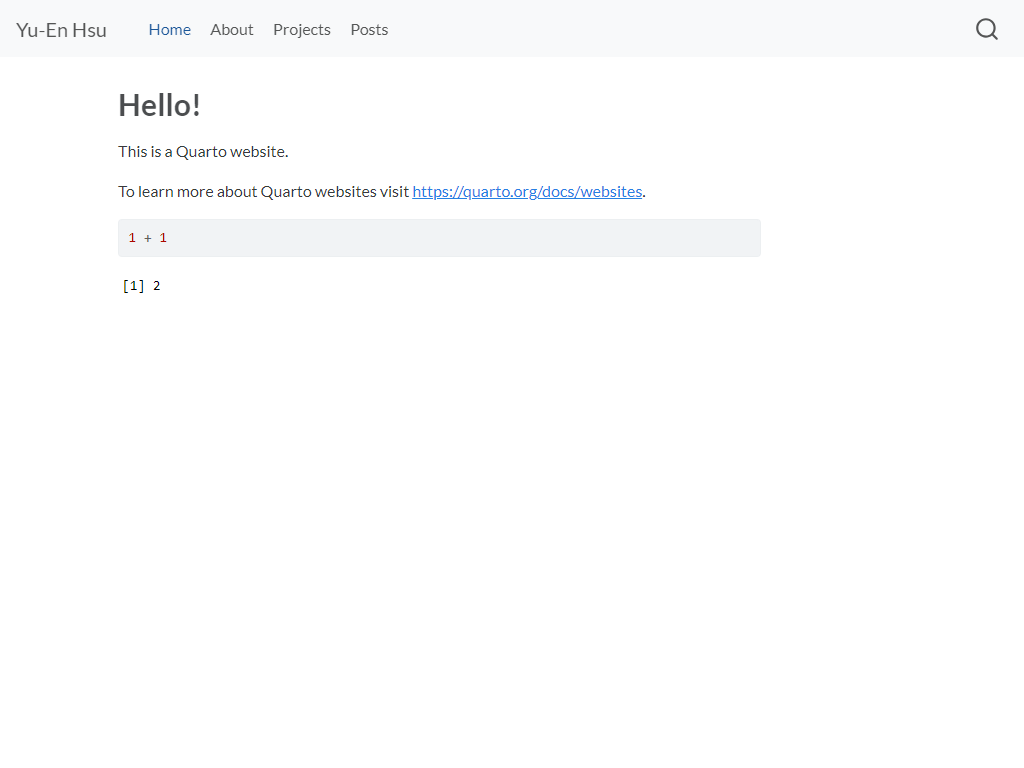 Yu-En Hsu Home About Projects Posts
Hello!
This is a Quarto website.
To learn more about Quarto websites visit https://quarto.org/docs/websites.
1 + 1
[1] 2